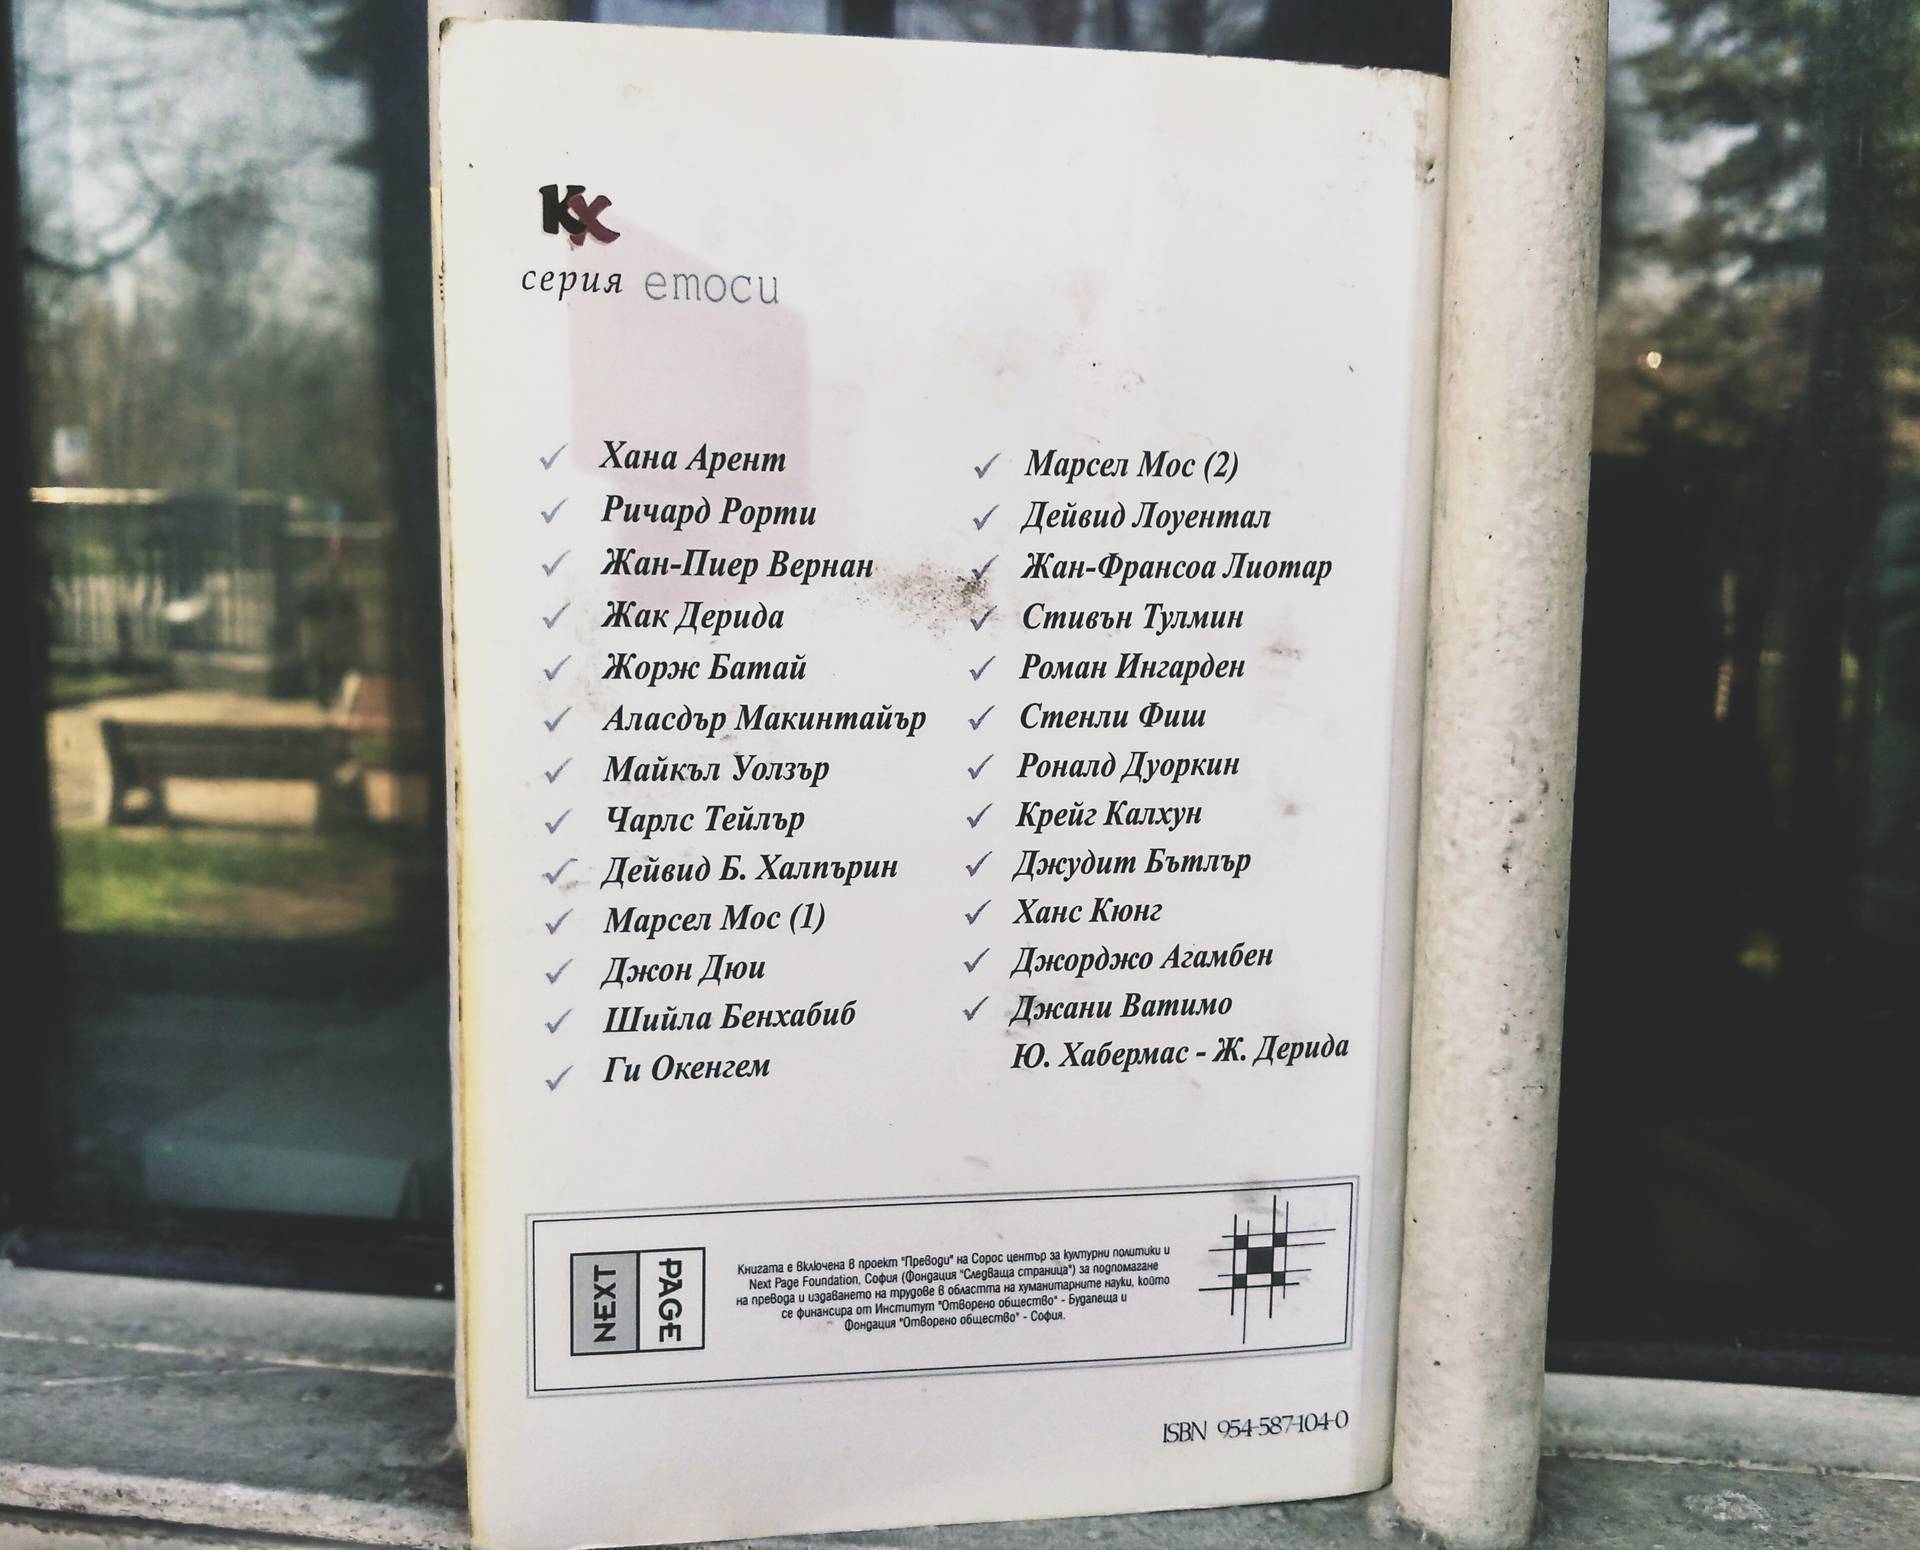 КХ
серия етоси
Хана Арент
Ричард Рорти
Жан-Пиер Вернан
Жак Дерида
Жорж Батай
Аласдър Макинтайър
Майкъл Уолзър
Чарлс Тейлър
Дейвид Б. Халпърин
Марсел Мос (1)
Джон Дюи
Шийла Бенхабиб
Ги Окенгем
Марсел Мос (2)
Дейвид Лоуентал
Жан-Франсоа Лиотар
Стивън Тулмин
Роман Ингарден
Стенли Фиш
Роналд Дуоркин
Крейг Калхун
Джудит Бътлър
Ханс Кюнг
Джорджо Агамбен
Джани Ватимо
Ю. Хабермас - Ж. Дерида
NEXT
PAGE
Книгата е включена в проект "Преводи" на Сорос център за културни политики и
Next Page Foundation, София (Фондация "Следваща страница") за подпомагане
на превода и издаването на трудове в областта на хуманитарните науки, който
се финансира от Институт "Отворено общество" - Будапеща и
Фондация "Отворено общество" - София.
ISBN 954-587-104-0